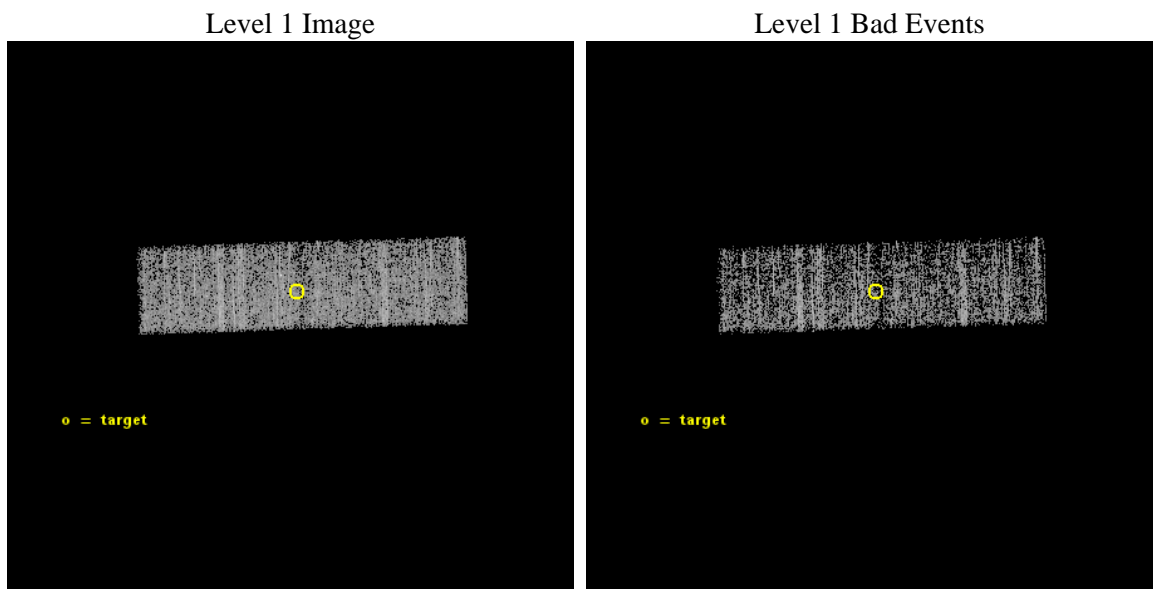 Level 1 Image
Level 1 Bad Events
o = target
o = target